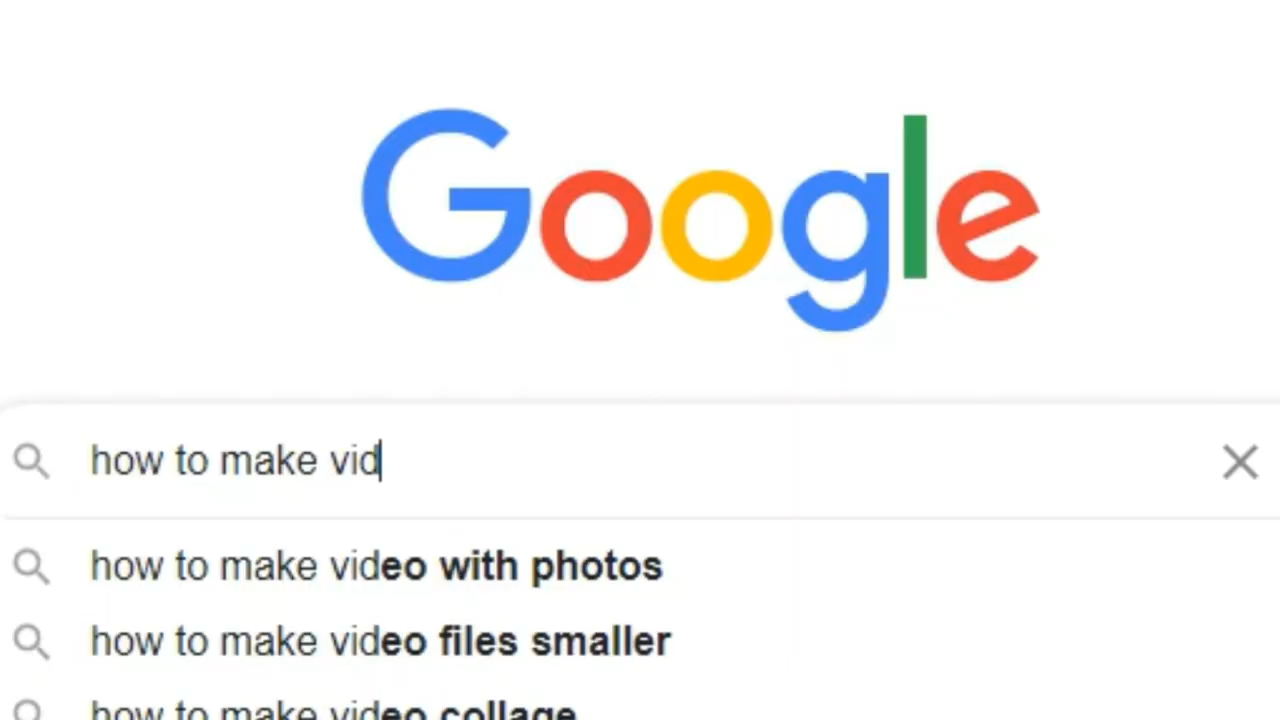 Google
how to make vid
how to make video with photos
how to make video files smaller
how to make video collage